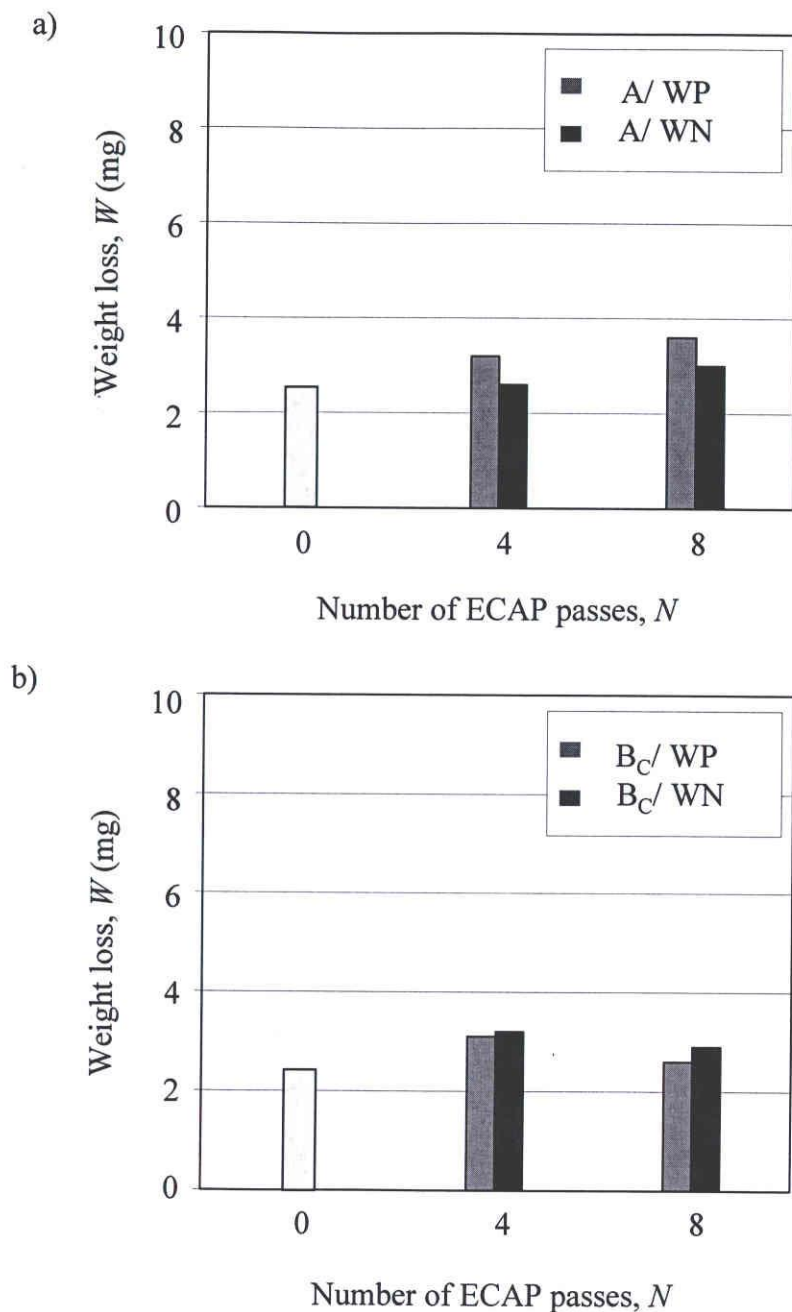 a)
10
8
6
4
2
0
Weight loss, W (mg)
A/ WP
A/ WN
0 4 8
Number of ECAP passes, N
b)
10
8
6
4
2
0
Weight loss, W (mg)
B_C/ WP
B_C/ WN
0 4 8
Number of ECAP passes, N